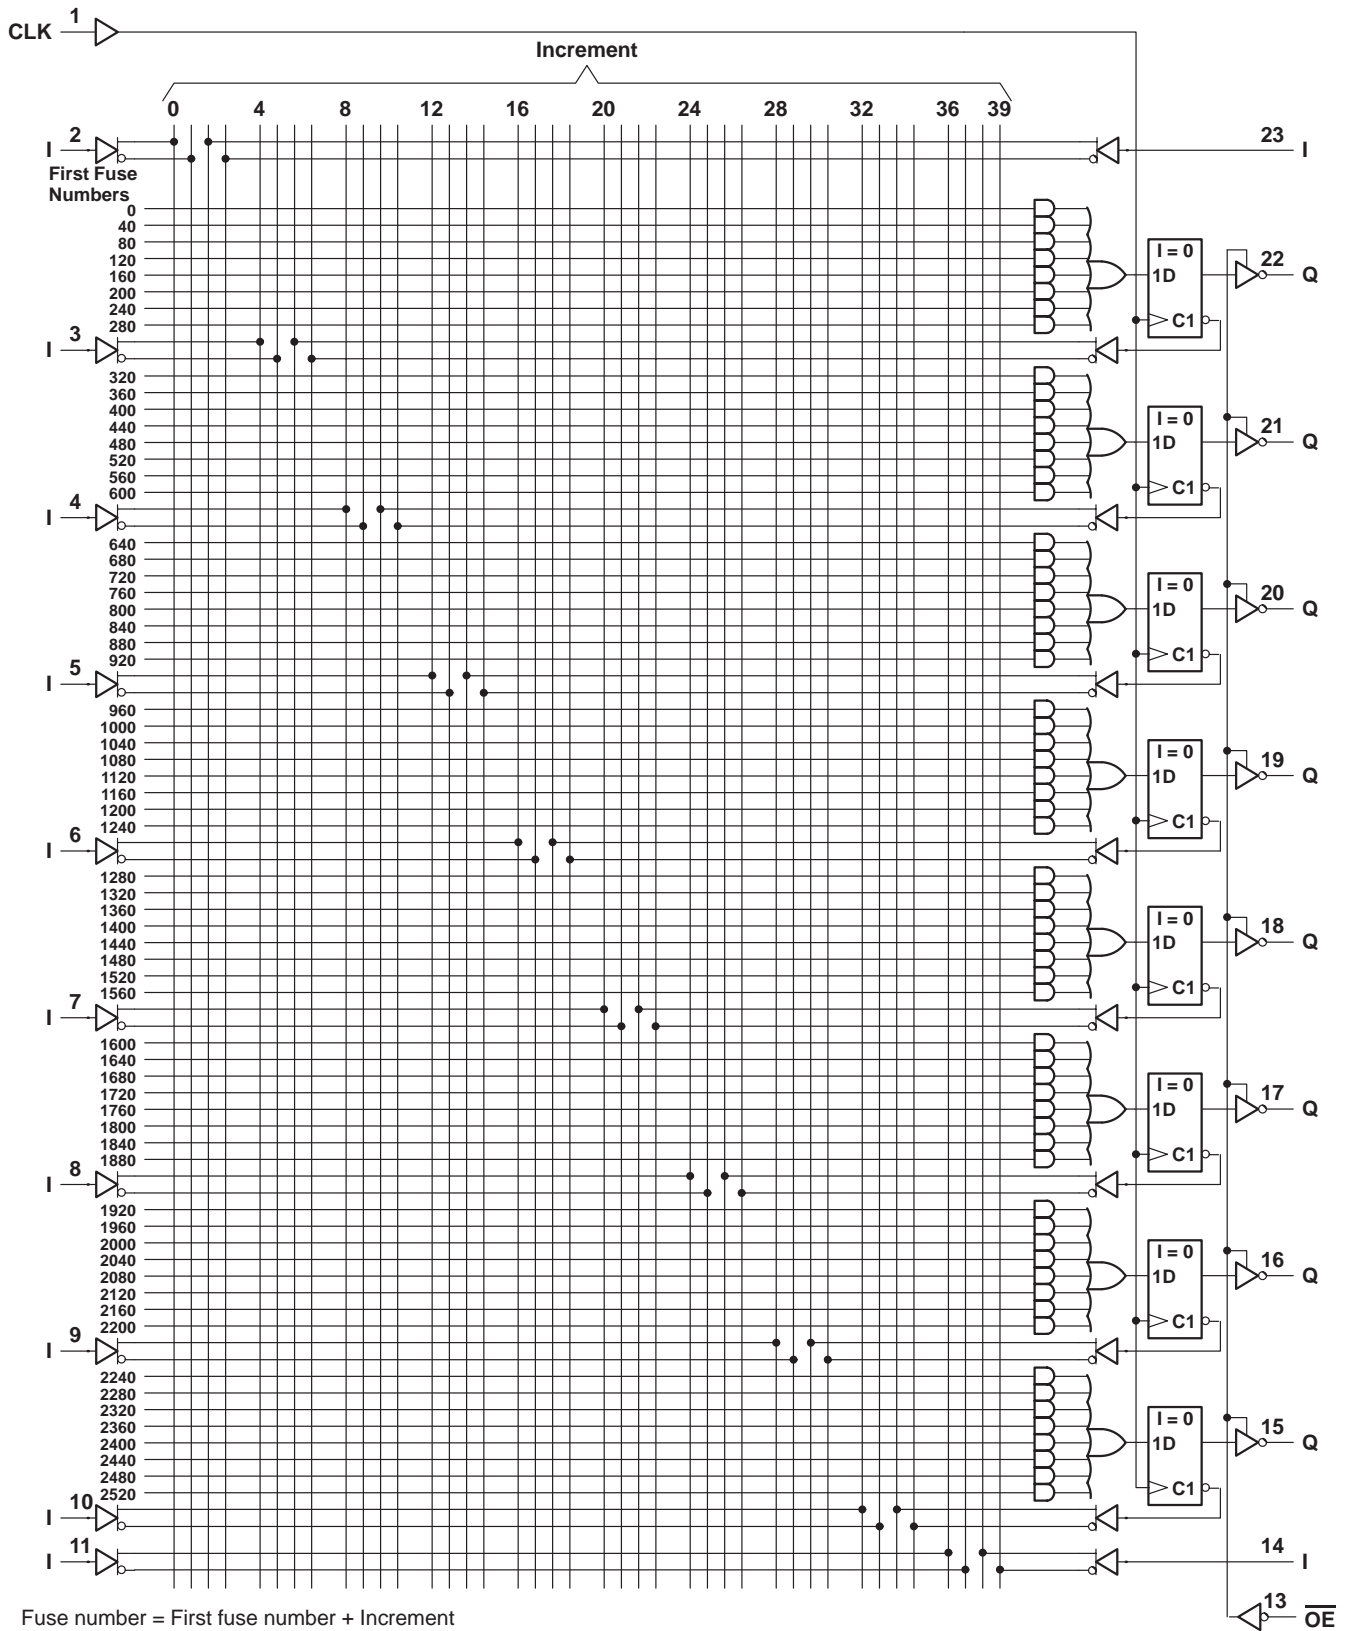 CLK 1
Increment
0 4 8 12 16 20 24 28 32 36 39
I 2 23 I
First Fuse
Numbers
0
40
80 I = 0
120 22
160 1D Q
200
240
280 C1
I 3
320
360
400 I = 0
440 21
480 1D Q
520
560
600 C1
I 4
640
680
720 I = 0
760 20
800 1D Q
840
880
920 C1
I 5
960
1000
1040 I = 0
1080 19
1120 1D Q
1160
1200
1240 C1
I 6
1280
1320
1360 I = 0
1400 18
1440 1D Q
1480
1520
1560 C1
I 7
1600
1640
1680 I = 0
1720 17
1760 1D Q
1800
1840
1880 C1
I 8
1920
1960
2000 I = 0
2040 16
2080 1D Q
2120
2160
2200 C1
I 9
2240
2280
2320 I = 0
2360 15
2400 1D Q
2440
2480
2520 C1
I 10
I 11 14 I
13 OE
Fuse number = First fuse number + Increment